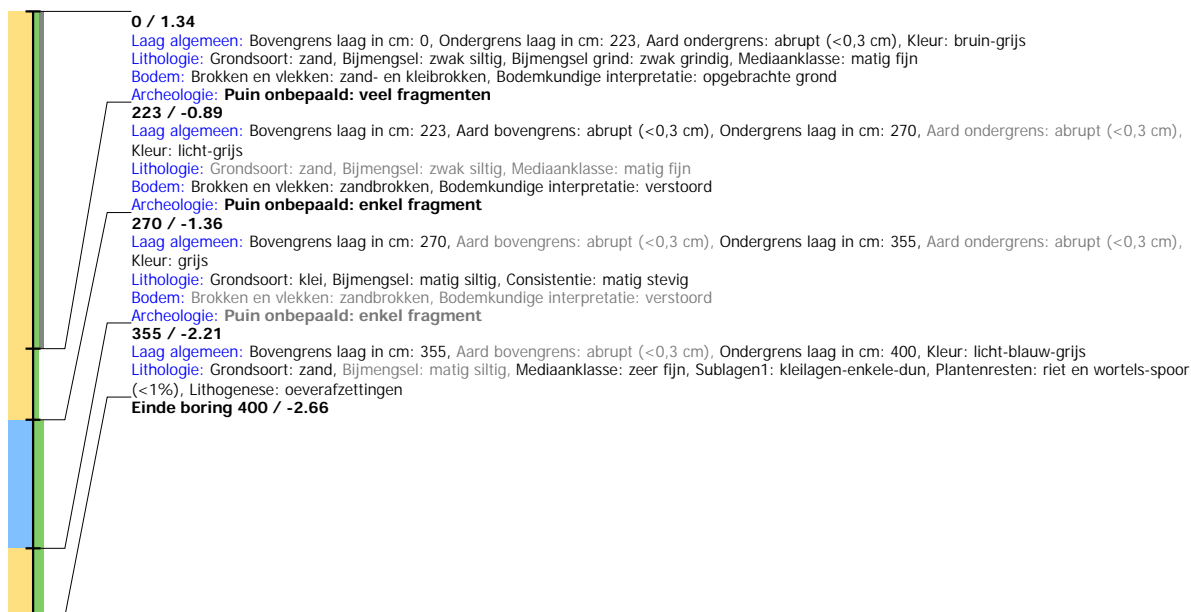 0 / 1.34
Laag algemeen: Bovengrens laag in cm: 0, Ondergrens laag in cm: 223, Aard ondergrens: abrupt (<0,3 cm), Kleur: bruin-grijs
Lithologie: Grondsoort: zand, Bijmengsel: zwak siltig, Bijmengsel grind: zwak grindig, Mediaanklasse: matig fijn
Bodem: Brokken en vlekken: zand- en kleibrokken, Bodemkundige interpretatie: opgebrachte grond
Archeologie: Puin onbepaald: veel fragmenten
223 / -0.89
Laag algemeen: Bovengrens laag in cm: 223, Aard bovengrens: abrupt (<0,3 cm), Ondergrens laag in cm: 270, Aard ondergrens: abrupt (<0,3 cm),
Kleur: licht-grijs
Lithologie: Grondsoort: zand, Bijmengsel: zwak siltig, Mediaanklasse: matig fijn
Bodem: Brokken en vlekken: zandbrokken, Bodemkundige interpretatie: verstoord
Archeologie: Puin onbepaald: enkel fragment
270 / -1.36
Laag algemeen: Bovengrens laag in cm: 270, Aard bovengrens: abrupt (<0,3 cm), Ondergrens laag in cm: 355, Aard ondergrens: abrupt (<0,3 cm),
Kleur: grijs
Lithologie: Grondsoort: klei, Bijmengsel: matig siltig, Consistentie: matig stevig
Bodem: Brokken en vlekken: zandbrokken, Bodemkundige interpretatie: verstoord
Archeologie: Puin onbepaald: enkel fragment
355 / -2.21
Laag algemeen: Bovengrens laag in cm: 355, Aard bovengrens: abrupt (<0,3 cm), Ondergrens laag in cm: 400, Kleur: licht-blauw-grijs
Lithologie: Grondsoort: zand, Bijmengsel: matig siltig, Mediaanklasse: zeer fijn, Sublagen1: kleilagen-enkele-dun, Plantenresten: riet en wortels-spoor
(<1%), Lithogenese: oeverafzettingen
Einde boring 400 / -2.66